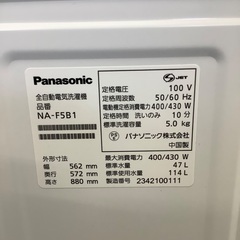 Panasonic
全自動電気洗濯機
品番
NA-F5B1
外形寸法
幅 562 mm
奥行 572 mm
高さ 880 mm
JET
定格電圧 100 V
定格周波数 50/60 Hz
電動機定格消費電力 400/430 W
定格時間 洗いのみ 10 分
標準洗濯容量 5.0 kg
パナソニック株式会社
中国製
最大消費電力 400/430 W
標準水量 47 L
標準使用水量 114 L
製造番号 2342100111